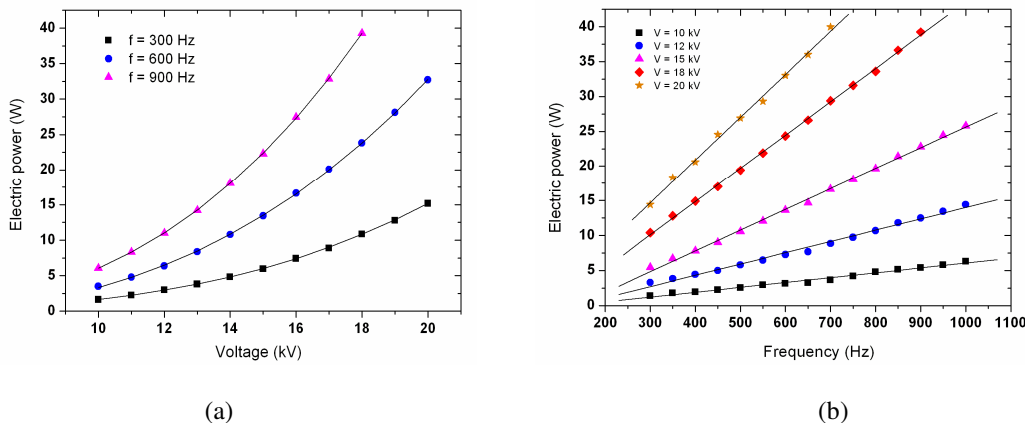 40
35
30
25
20
15
10
5
0
Electric power (W)
f = 300 Hz
f = 600 Hz
f = 900 Hz
10 12 14 16 18 20
Voltage (kV)
(a)
40
35
30
25
20
15
10
5
0
Electric power (W)
V = 10 kV
V = 12 kV
V = 15 kV
V = 18 kV
V = 20 kV
200 300 400 500 600 700 800 900 1000 1100
Frequency (Hz)
(b)